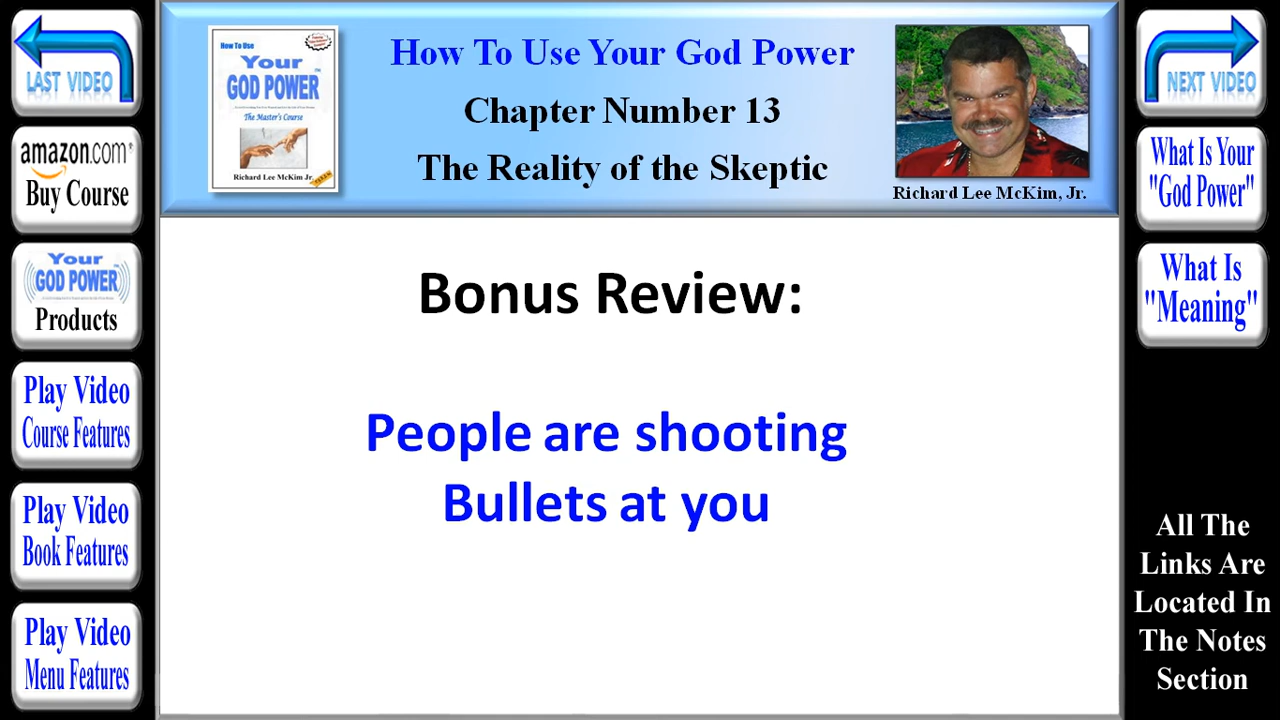 LAST VIDEO
amazon.com
Buy Course
Your
GOD POWER
Products
Play Video
Course Features
Play Video
Book Features
Play Video
Menu Features
How To Use
Your
GOD POWER
The Master's Course
Richard Lee McKim Jr.
How To Use Your God Power
Chapter Number 13
The Reality of the Skeptic
Richard Lee McKim, Jr.
Bonus Review:
People are shooting
Bullets at you
NEXT VIDEO
What Is Your
"God Power"
What Is
"Meaning"
All The
Links Are
Located In
The Notes
Section